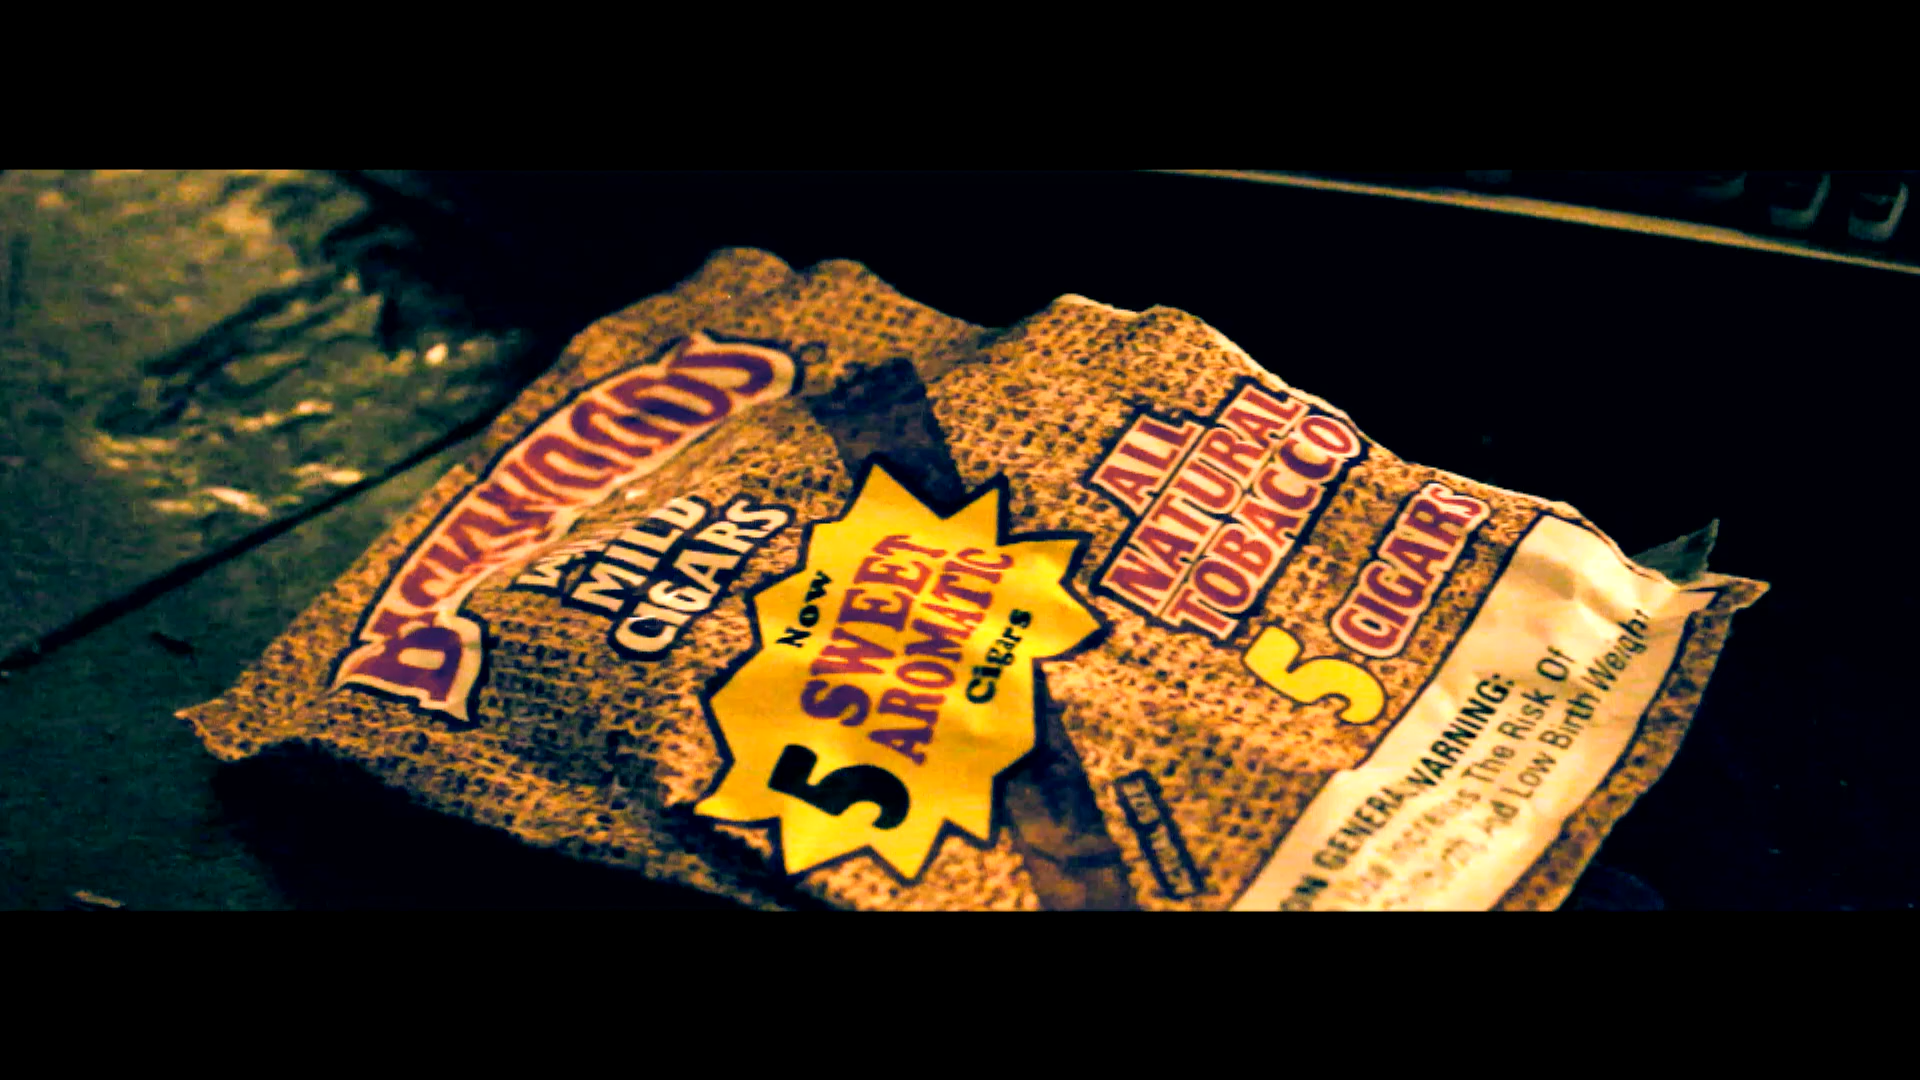 MILD
CIGARS
Now
SWEET
AROMATIC
Cigars
5
ALL
NATURAL
TOBACCO
5 CIGARS
WARNING:
The Risk Of
Low Birth Weight